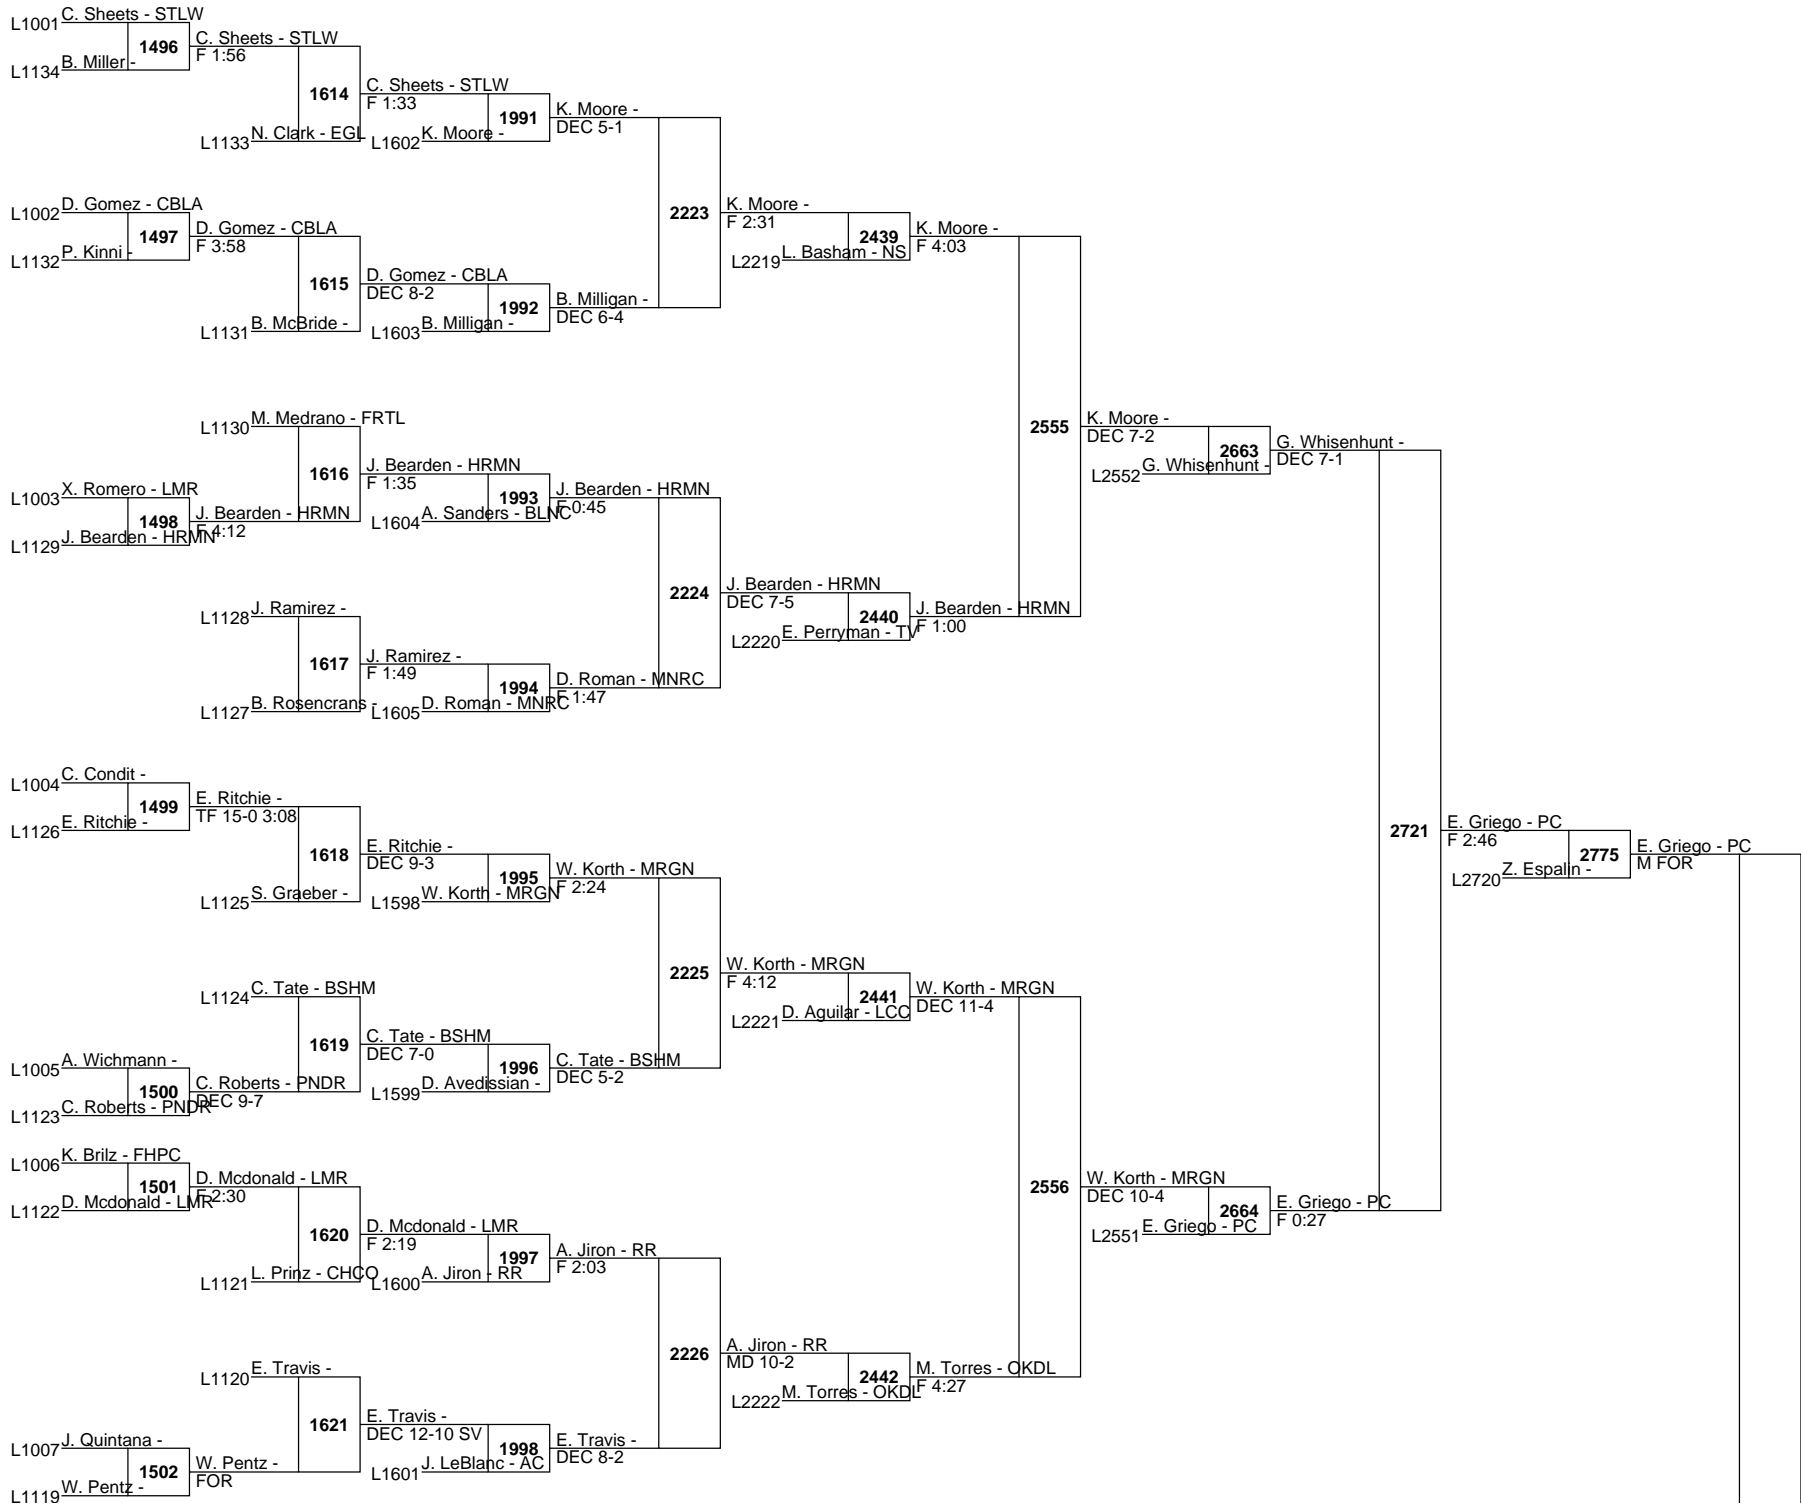 L1001 C. Sheets - STLW
1496
C. Sheets - STLW
F 1:56
L1134 B. Miller -
1614
C. Sheets - STLW
F 1:33
L1133 N. Clark - EGL
1991
L1602 K. Moore -
K. Moore -
DEC 5-1
L1002 D. Gomez - CBLA
1497
D. Gomez - CBLA
F 3:58
L1132 P. Kinni -
2223
K. Moore -
F 2:31
2439
K. Moore -
F 4:03
L2219 L. Basham - NS
1615
D. Gomez - CBLA
DEC 8-2
L1131 B. McBride -
1992
L1603 B. Milligan -
B. Milligan -
DEC 6-4
L1130 M. Medrano - FRTL
1616
J. Bearden - HRMN
F 1:35
2555
K. Moore -
DEC 7-2
2663
G. Whisenhunt -
DEC 7-1
L2552 G. Whisenhunt -
L1003 X. Romero - LMR
1498
J. Bearden - HRMN
F 4:12
L1129 J. Bearden - HRMN
1993
L1604 A. Sanders - BLNC
J. Bearden - HRMN
F 0:45
2224
J. Bearden - HRMN
DEC 7-5
2440
J. Bearden - HRMN
F 1:00
L2220 E. Perryman - TV
L1128 J. Ramirez -
1617
J. Ramirez -
F 1:49
L1127 B. Rosencrans -
1994
L1605 D. Roman - MNRC
D. Roman - MNRC
F 1:47
L1004 C. Condit -
1499
E. Ritchie -
TF 15-0 3:08
L1126 E. Ritchie -
1618
E. Ritchie -
DEC 9-3
L1125 S. Graeber -
1995
L1598 W. Korth - MRGN
W. Korth - MRGN
F 2:24
2721
E. Griego - PC
F 2:46
2775
E. Griego - PC
M FOR
L2720 Z. Espalin -
2225
W. Korth - MRGN
F 4:12
2441
W. Korth - MRGN
DEC 11-4
L2221 D. Aguilar - LCC
L1124 C. Tate - BSHM
1619
C. Tate - BSHM
DEC 7-0
L1005 A. Wichmann -
1500
C. Roberts - PNDR
DEC 9-7
L1123 C. Roberts - PNDR
1996
L1599 D. Avedissian -
C. Tate - BSHM
DEC 5-2
L1006 K. Brilz - FHPC
1501
D. Mcdonald - LMR
F 2:30
L1122 D. Mcdonald - LMR
1620
D. Mcdonald - LMR
F 2:19
L1121 L. Prinz - CHCO
1997
L1600 A. Jiron - RR
A. Jiron - RR
F 2:03
2556
W. Korth - MRGN
DEC 10-4
2664
E. Griego - PC
F 0:27
L2551 E. Griego - PC
2226
A. Jiron - RR
MD 10-2
2442
M. Torres - OKDL
F 4:27
L2222 M. Torres - OKDL
L1120 E. Travis -
1621
E. Travis -
DEC 12-10 SV
L1007 J. Quintana -
1502
W. Pentz -
FOR
L1119 W. Pentz -
1998
L1601 J. LeBlanc - AC
E. Travis -
DEC 8-2